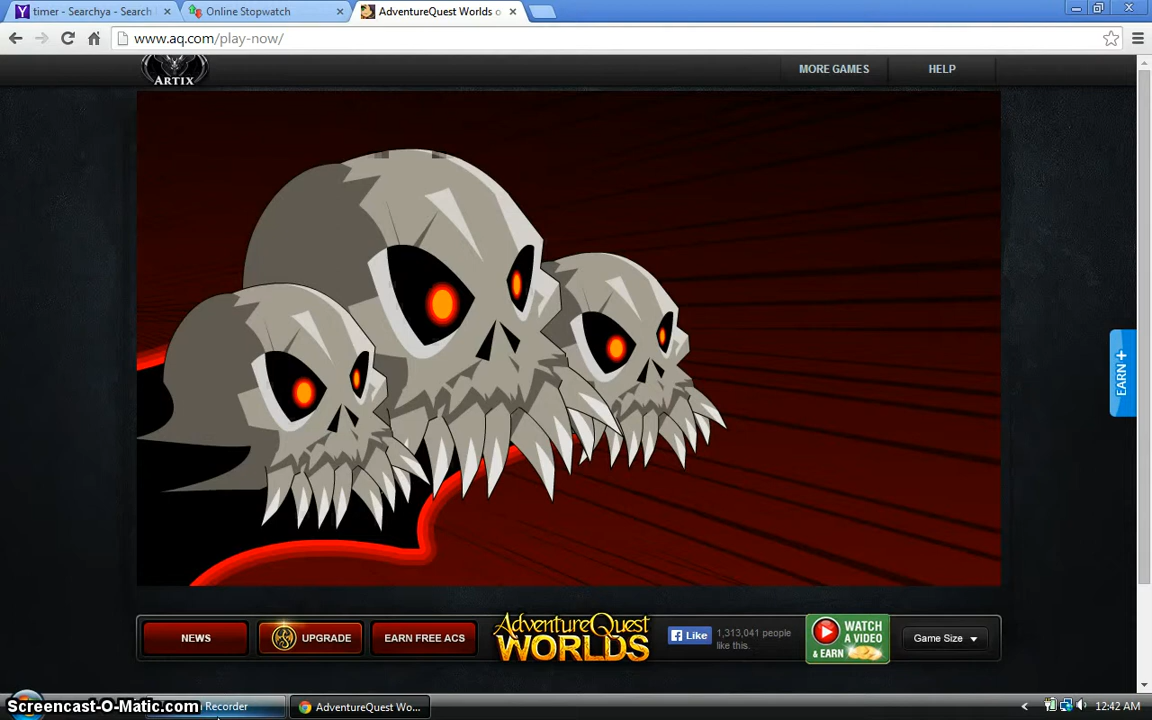 timer - Searchya - Search
Online Stopwatch
AdventureQuest Worlds o
www.aq.com/play-now/
ARTIX
MORE GAMES
HELP
EARN +
NEWS
UPGRADE
EARN FREE ACS
AdventureQuest
WORLDS
Like
1,313,041 people
like this.
WATCH
A VIDEO
& EARN
Game Size
Screencast-O-Matic.com
Recorder
AdventureQuest Wo...
12:42 AM